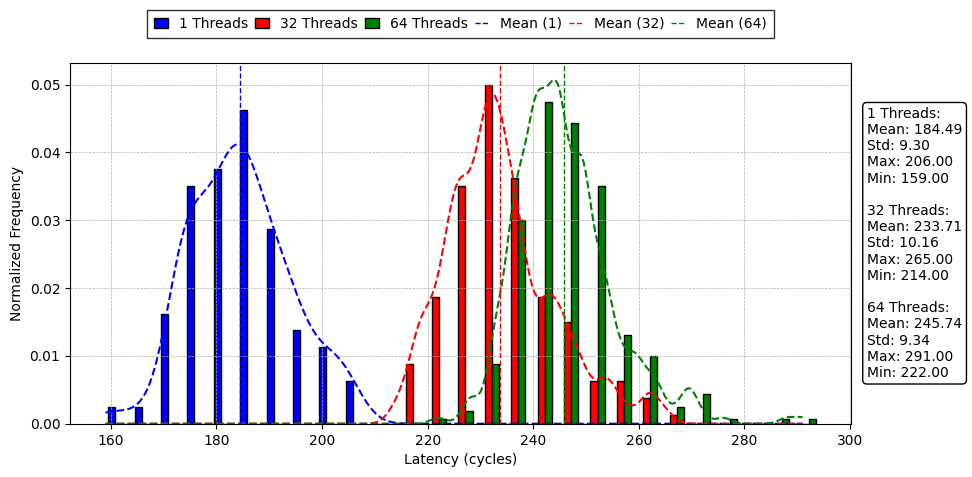 1 Threads 32 Threads 64 Threads Mean (1) Mean (32) Mean (64)
Normalized Frequency
0.05
0.04
0.03
0.02
0.01
0.00
160 180 200 220 240 260 280 300
Latency (cycles)
1 Threads:
Mean: 184.49
Std: 9.30
Max: 206.00
Min: 159.00
32 Threads:
Mean: 233.71
Std: 10.16
Max: 265.00
Min: 214.00
64 Threads:
Mean: 245.74
Std: 9.34
Max: 291.00
Min: 222.00